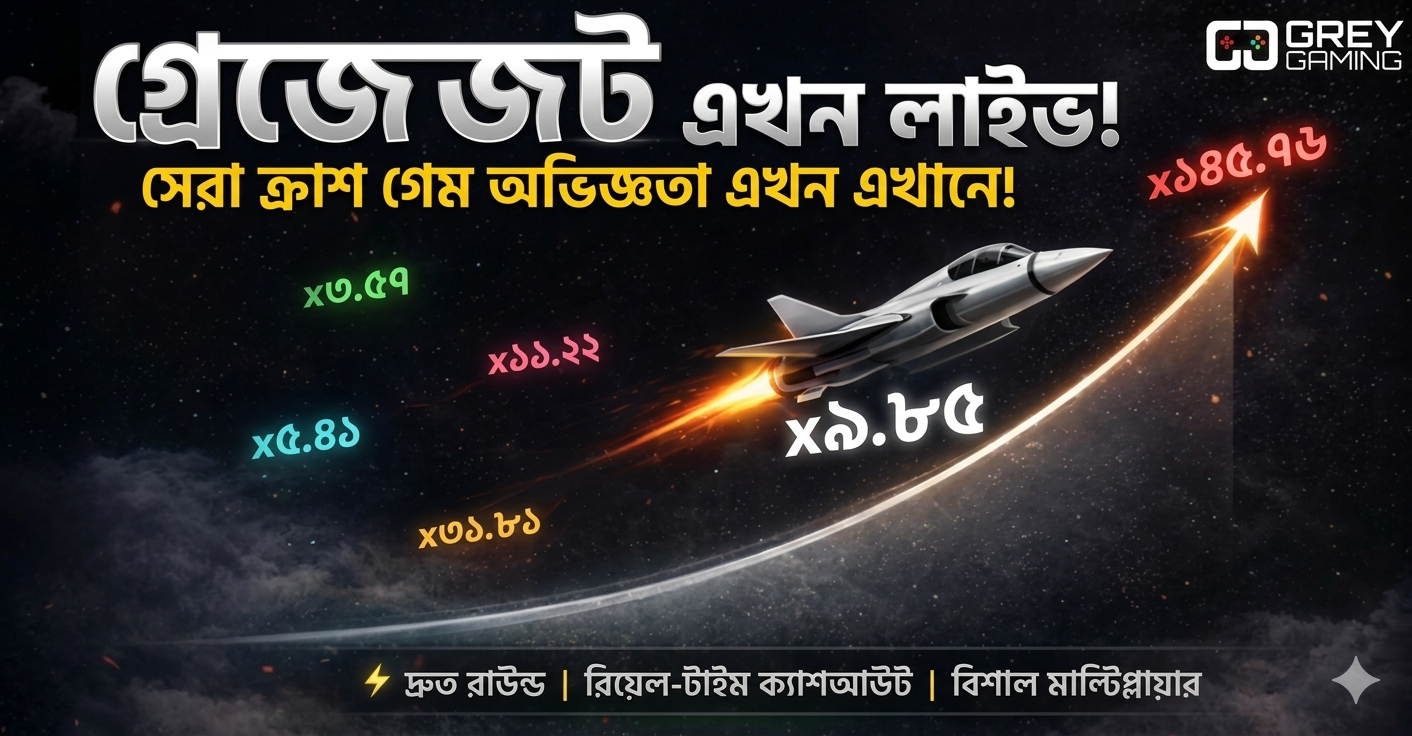 গ্রেজেজট এখন লাইভ!
GREY
GAMING
সেরা ক্রাশ গেম অভিজ্ঞতা এখন এখানে!
x১৪৫.৭৬
x৩.৫৭
x১১.২২
x৯.৮৫
x৫.৪১
x৩১.৮১
দ্রুত রাউন্ড | রিয়েল-টাইম ক্যাশআউট | বিশাল মাল্টিপ্লায়ার